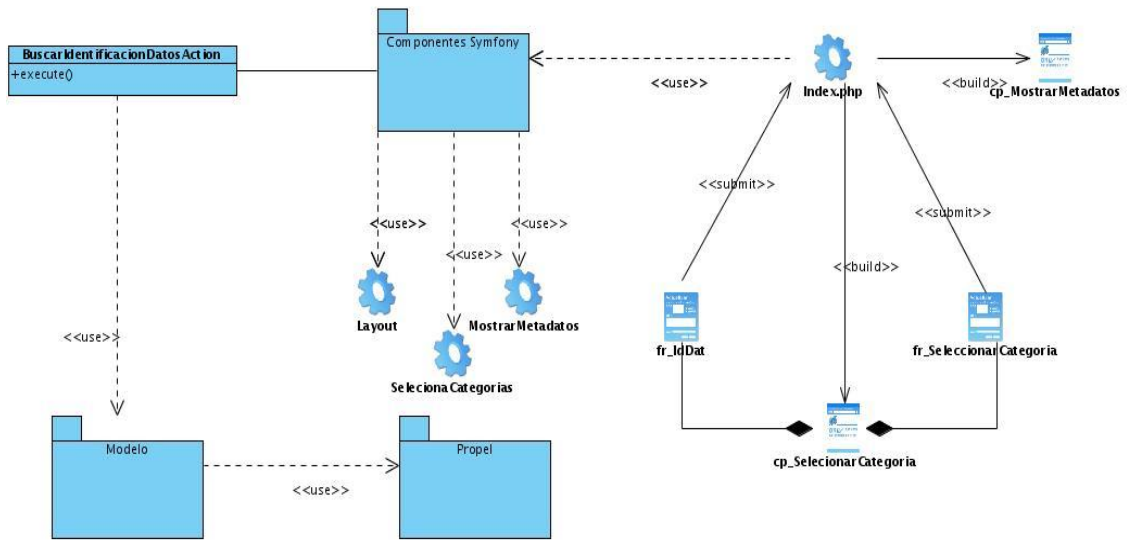 Componentes Symfony
BuscarIdentificacionDatosAction
+execute()
<<use>>
Index.php
<<build>>
cp_MostrarMetadatos
<<submit>>
<<submit>>
<<use>>
<<use>>
<<use>>
<<build>>
Layout
MostrarMetadatos
SelecionaCategorias
fr_IdDat
fr_SeleccionarCategoria
<<use>>
Modelo
Propel
<<use>>
cp_SelecionarCategoria